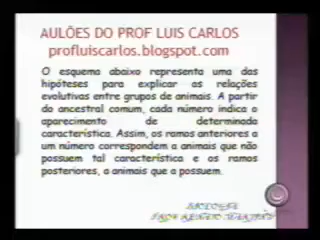 AULÕES DO PROF LUIS CARLOS
profluiscarlos.blogspot.com
O esquema abaixo representa uma das
hipóteses para explicar as relações
evolutivas entre grupos de animais. A partir
do ancestral comum, cada número indica o
aparecimento de determinada
característica. Assim, os ramos anteriores a
um número correspondem a animais que não
possuem tal característica e os ramos
posteriores, a animais que a possuem.
BIOLOGIA
PROF